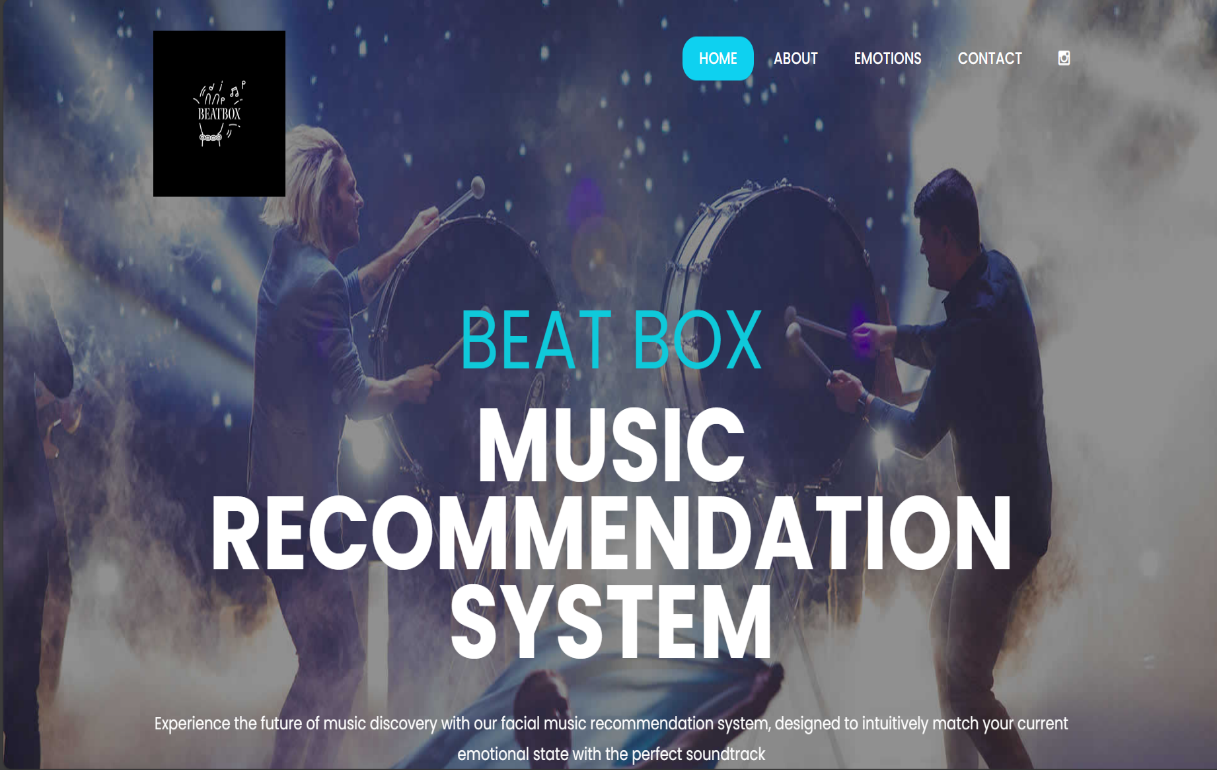 BEATBOX
HOME ABOUT EMOTIONS CONTACT
BEAT BOX
MUSIC
RECOMMENDATION
SYSTEM
Experience the future of music discovery with our facial music recommendation system, designed to intuitively match your current
emotional state with the perfect soundtrack